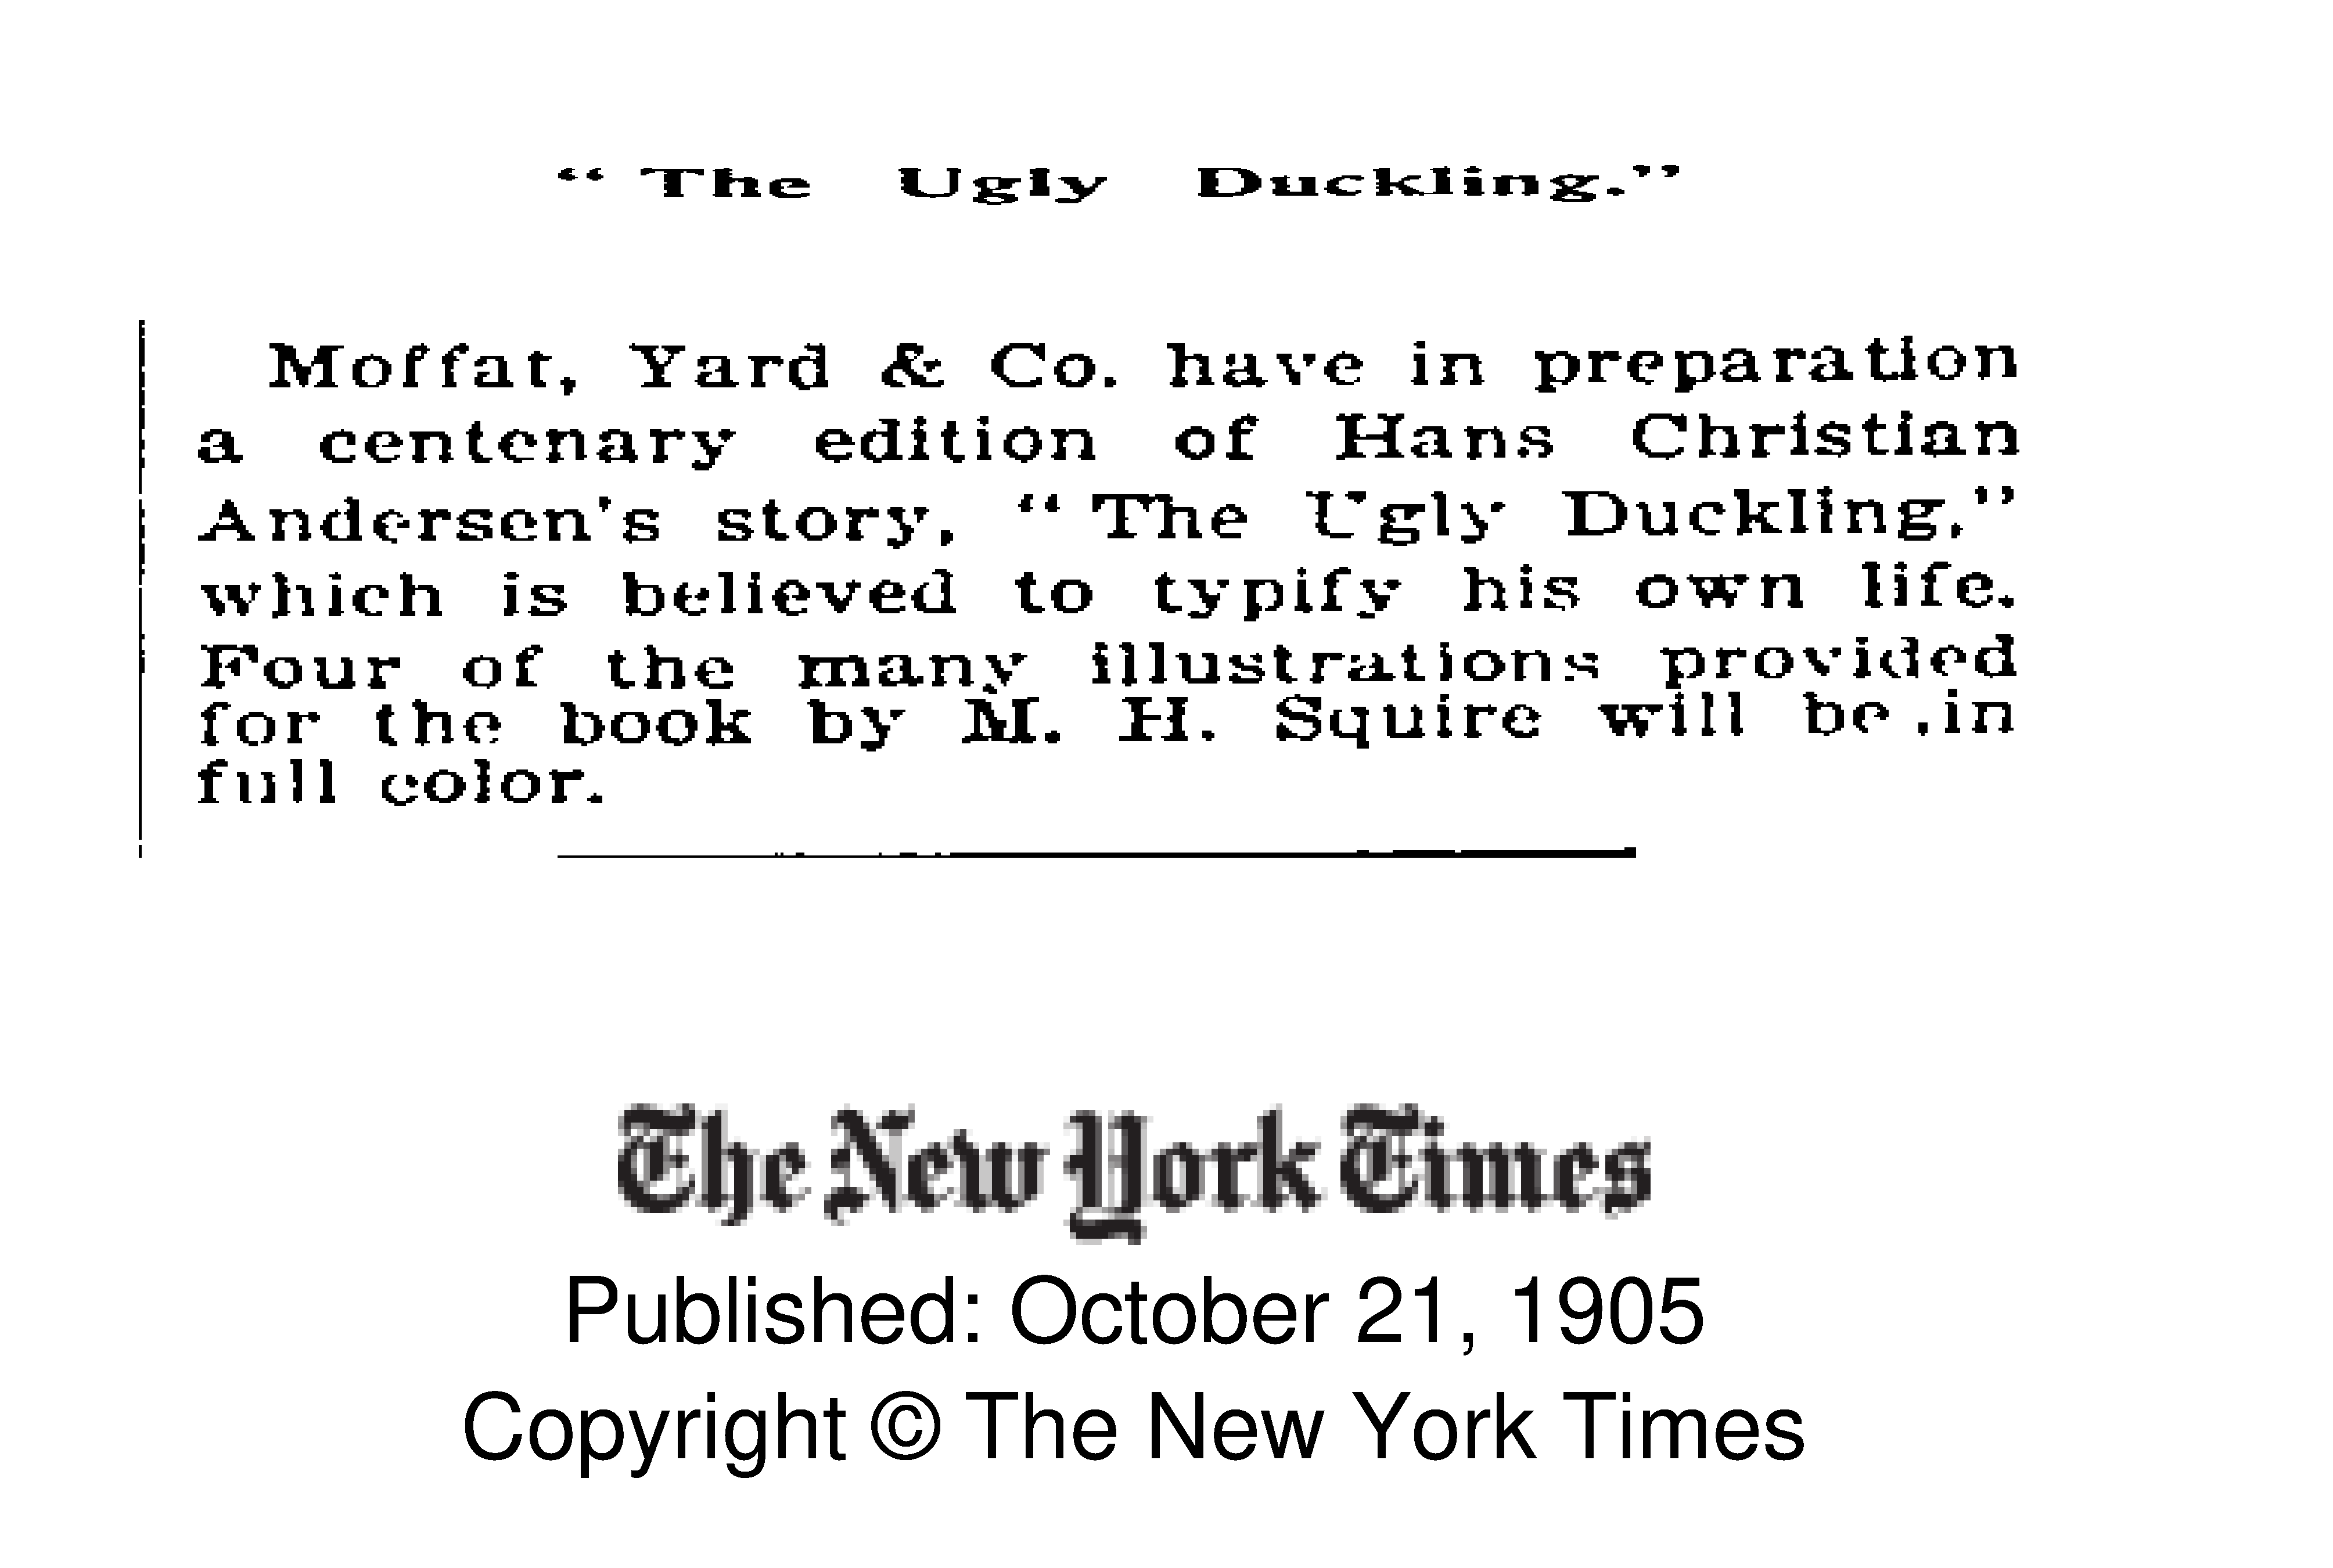 “ The Ugly Duckling.”
Moffat, Yard & Co. have in preparation
a centenary edition of Hans Christian
Andersen's story, “ The Ugly Duckling,”
which is believed to typify his own life.
Four of the many illustrations provided
for the book by M. H. Squire will be in
full color.
The New York Times
Published: October 21, 1905
Copyright © The New York Times